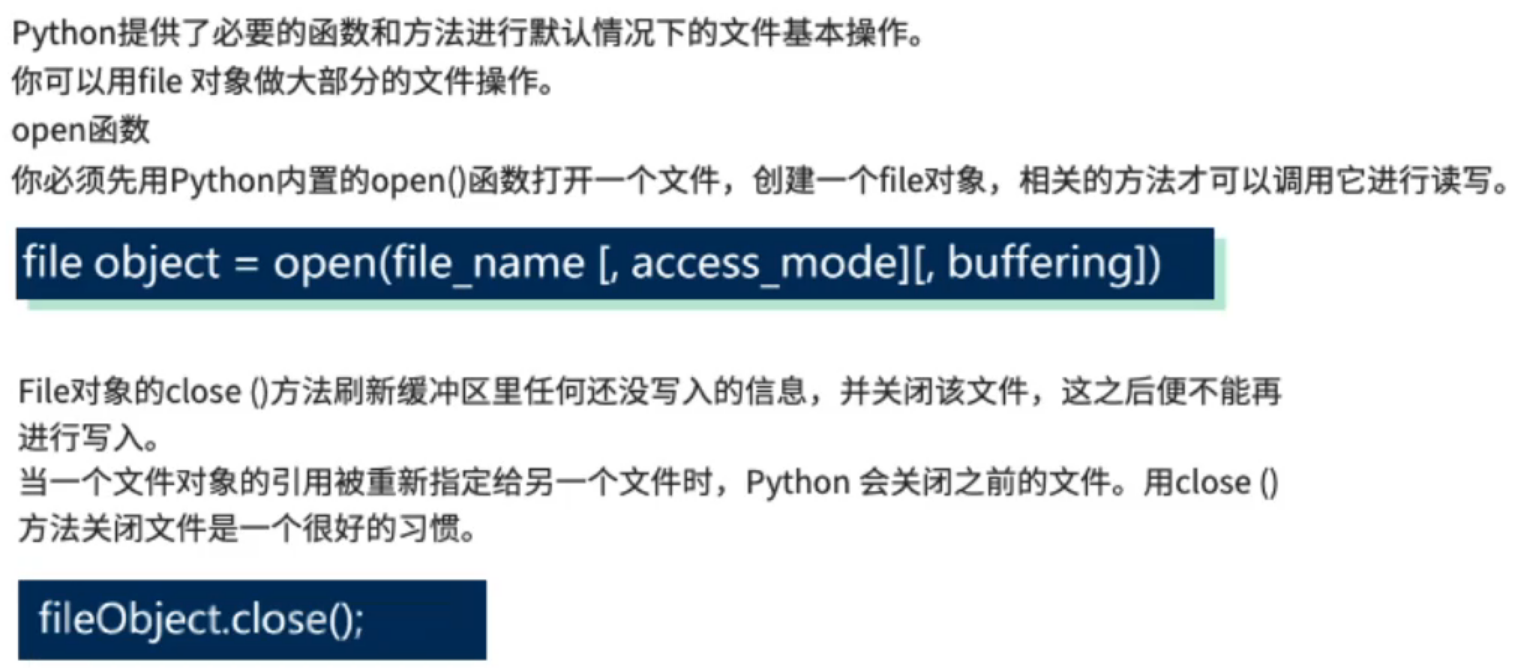 Python提供了必要的函数和方法进行默认情况下的文件基本操作。
你可以用file 对象做大部分的文件操作。
open函数
你必须先用Python内置的open()函数打开一个文件，创建一个file对象，相关的方法才可以调用它进行读写。
file object = open(file_name [, access_mode][, buffering])
File对象的close ()方法刷新缓冲区里任何还没写入的信息，并关闭该文件，这之后便不能再
进行写入。
当一个文件对象的引用被重新指定给另一个文件时，Python 会关闭之前的文件。用close ()
方法关闭文件是一个很好的习惯。
fileObject.close();